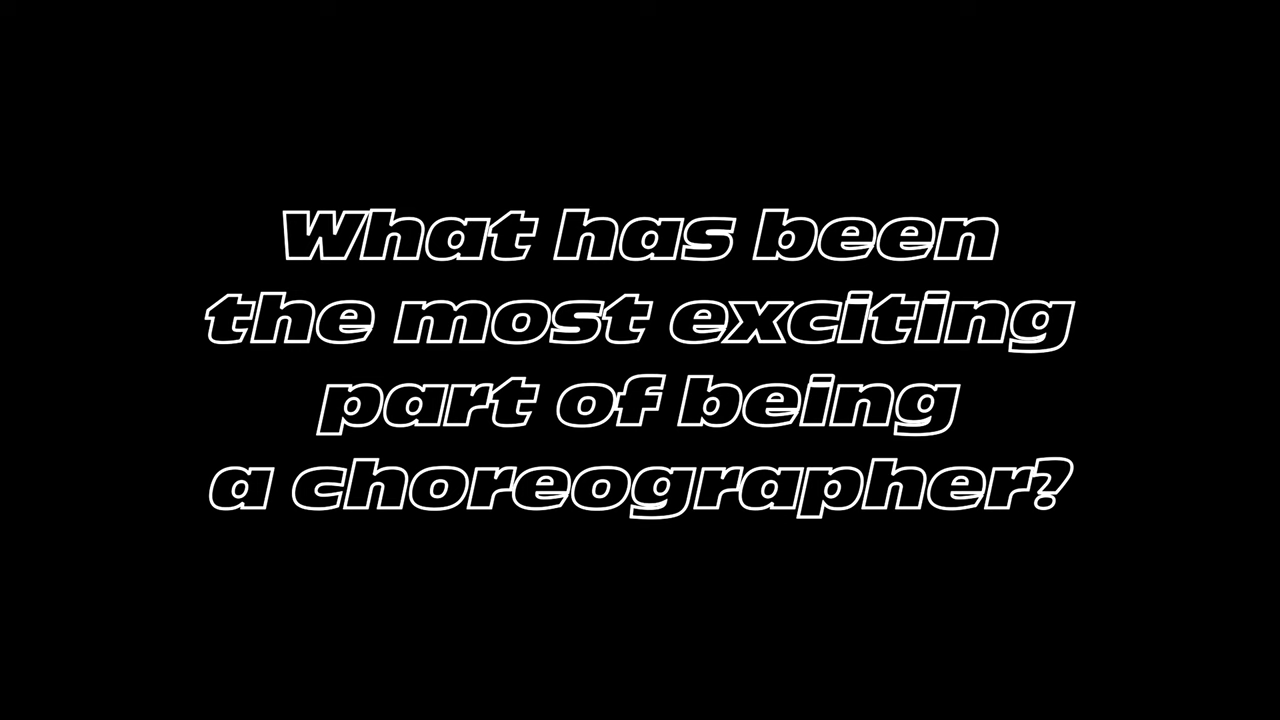 What has been
the most exciting
part of being
a choreographer?